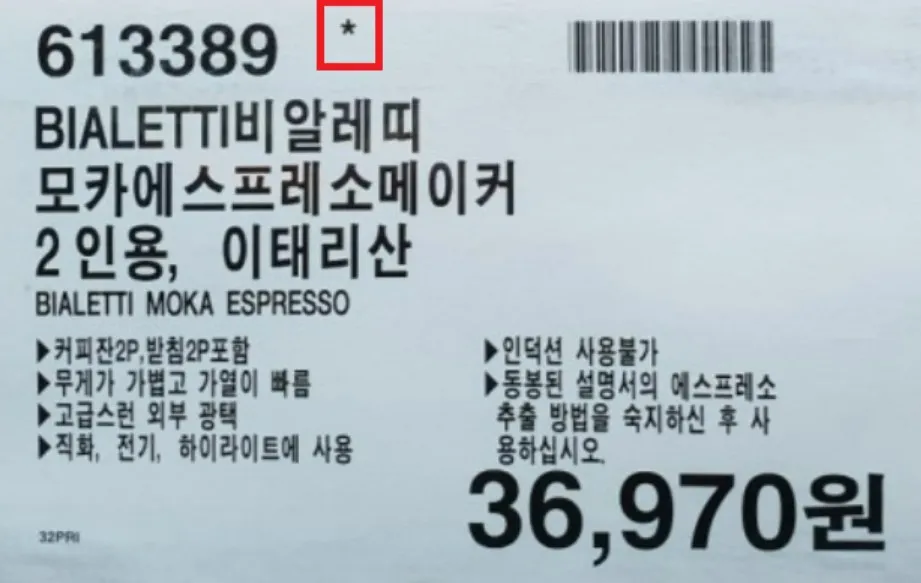 613389 *
BIALETTI비알레띠
모카에스프레소메이커
2인용, 이태리산
BIALETTI MOKA ESPRESSO
▶커피잔2P,받침2P포함
▶무게가 가볍고 가열이 빠름
▶고급스런 외부 광택
▶직화, 전기, 하이라이트에 사용
▶인덕션 사용불가
▶동봉된 설명서의 에스프레소
추출 방법을 숙지하신 후 사
용하십시오.
36,970원
32PRI